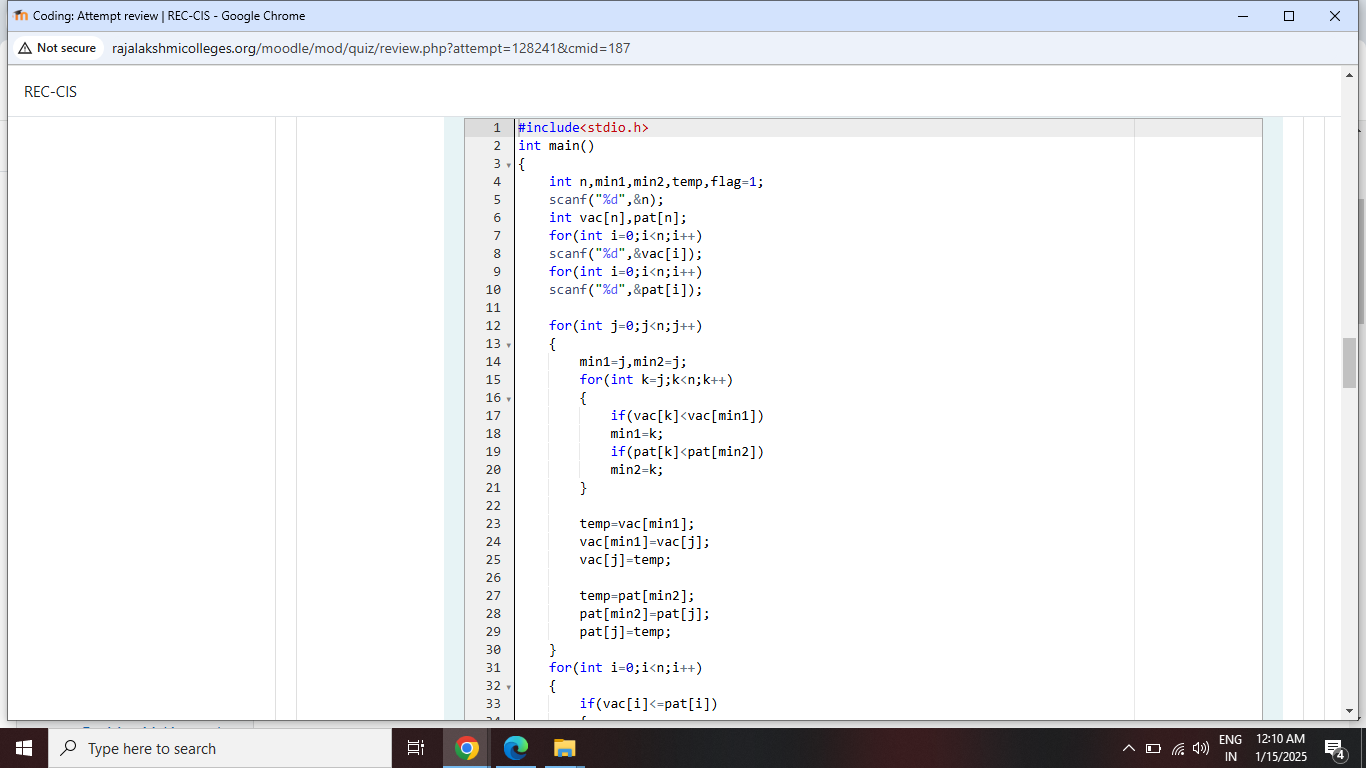 Coding: Attempt review | REC-CIS - Google Chrome
Not secure rajalakshmicolleges.org/moodle/mod/quiz/review.php?attempt=128241&cmid=187
REC-CIS
1 #include<stdio.h>
2 int main()
3 {
4 int n,min1,min2,temp,flag=1;
5 scanf("%d",&n);
6 int vac[n],pat[n];
7 for(int i=0;i<n;i++)
8 scanf("%d",&vac[i]);
9 for(int i=0;i<n;i++)
10 scanf("%d",&pat[i]);
11
12 for(int j=0;j<n;j++)
13 {
14 min1=j,min2=j;
15 for(int k=j;k<n;k++)
16 {
17 if(vac[k]<vac[min1])
18 min1=k;
19 if(pat[k]<pat[min2])
20 min2=k;
21 }
22
23 temp=vac[min1];
24 vac[min1]=vac[j];
25 vac[j]=temp;
26
27 temp=pat[min2];
28 pat[min2]=pat[j];
29 pat[j]=temp;
30 }
31 for(int i=0;i<n;i++)
32 {
33 if(vac[i]<=pat[i])
Type here to search
ENG
IN
12:10 AM
1/15/2025
4